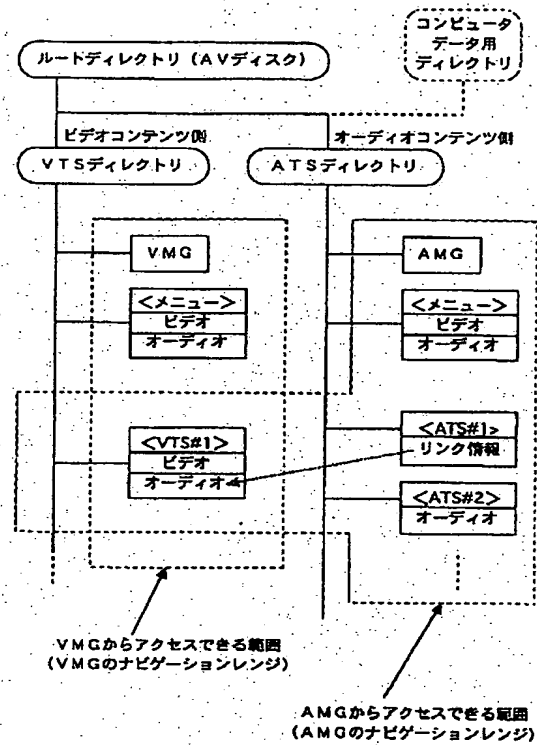 コンピュータ
データ用
ディレクトリ
ルートディレクトリ（AVディスク）
ビデオコンテンツ側
オーディオコンテンツ側
VTSディレクトリ
ATSディレクトリ
VMG
AMG
<メニュー>
ビデオ
オーディオ
<メニュー>
ビデオ
オーディオ
<VTS#1>
ビデオ
オーディオ
<ATS#1>
リンク情報
<ATS#2>
オーディオ
VMGからアクセスできる範囲
（VMGのナビゲーションレンジ）
AMGからアクセスできる範囲
（AMGのナビゲーションレンジ）